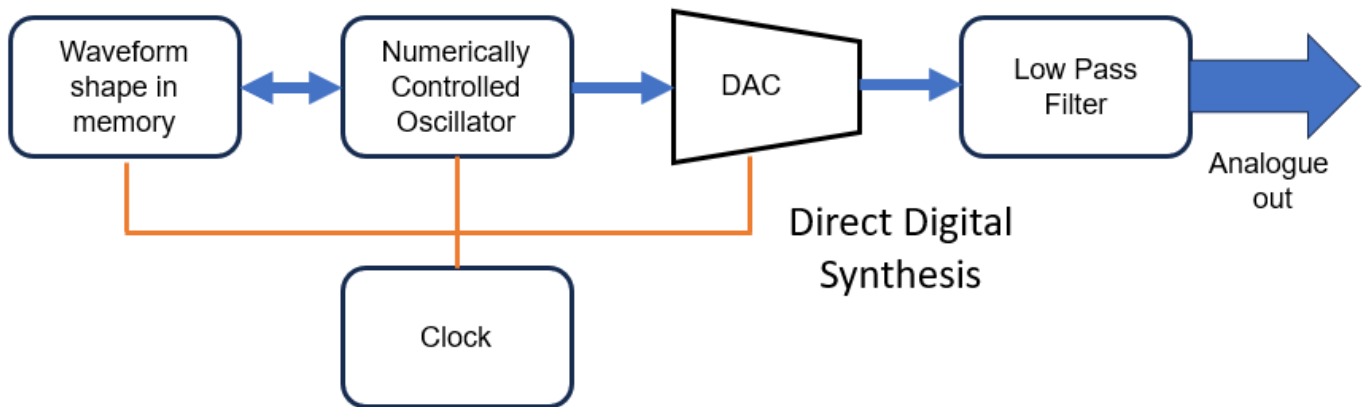 Waveform
shape in
memory
Numerically
Controlled
Oscillator
DAC
Low Pass
Filter
Analogue
out
Direct Digital
Synthesis
Clock